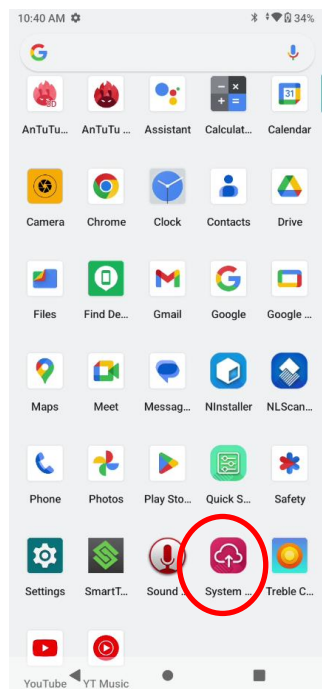 10:40 AM 34%
3D
31
AnTuTu... AnTuTu ... Assistant Calculat... Calendar
Camera Chrome Clock Contacts Drive
Files Find De... Gmail Google Google ...
Maps Meet Messag... NInstaller NLScan...
Phone Photos Play Sto... Quick S... Safety
Settings SmartT... Sound ... System ... Treble C...
YouTube YT Music